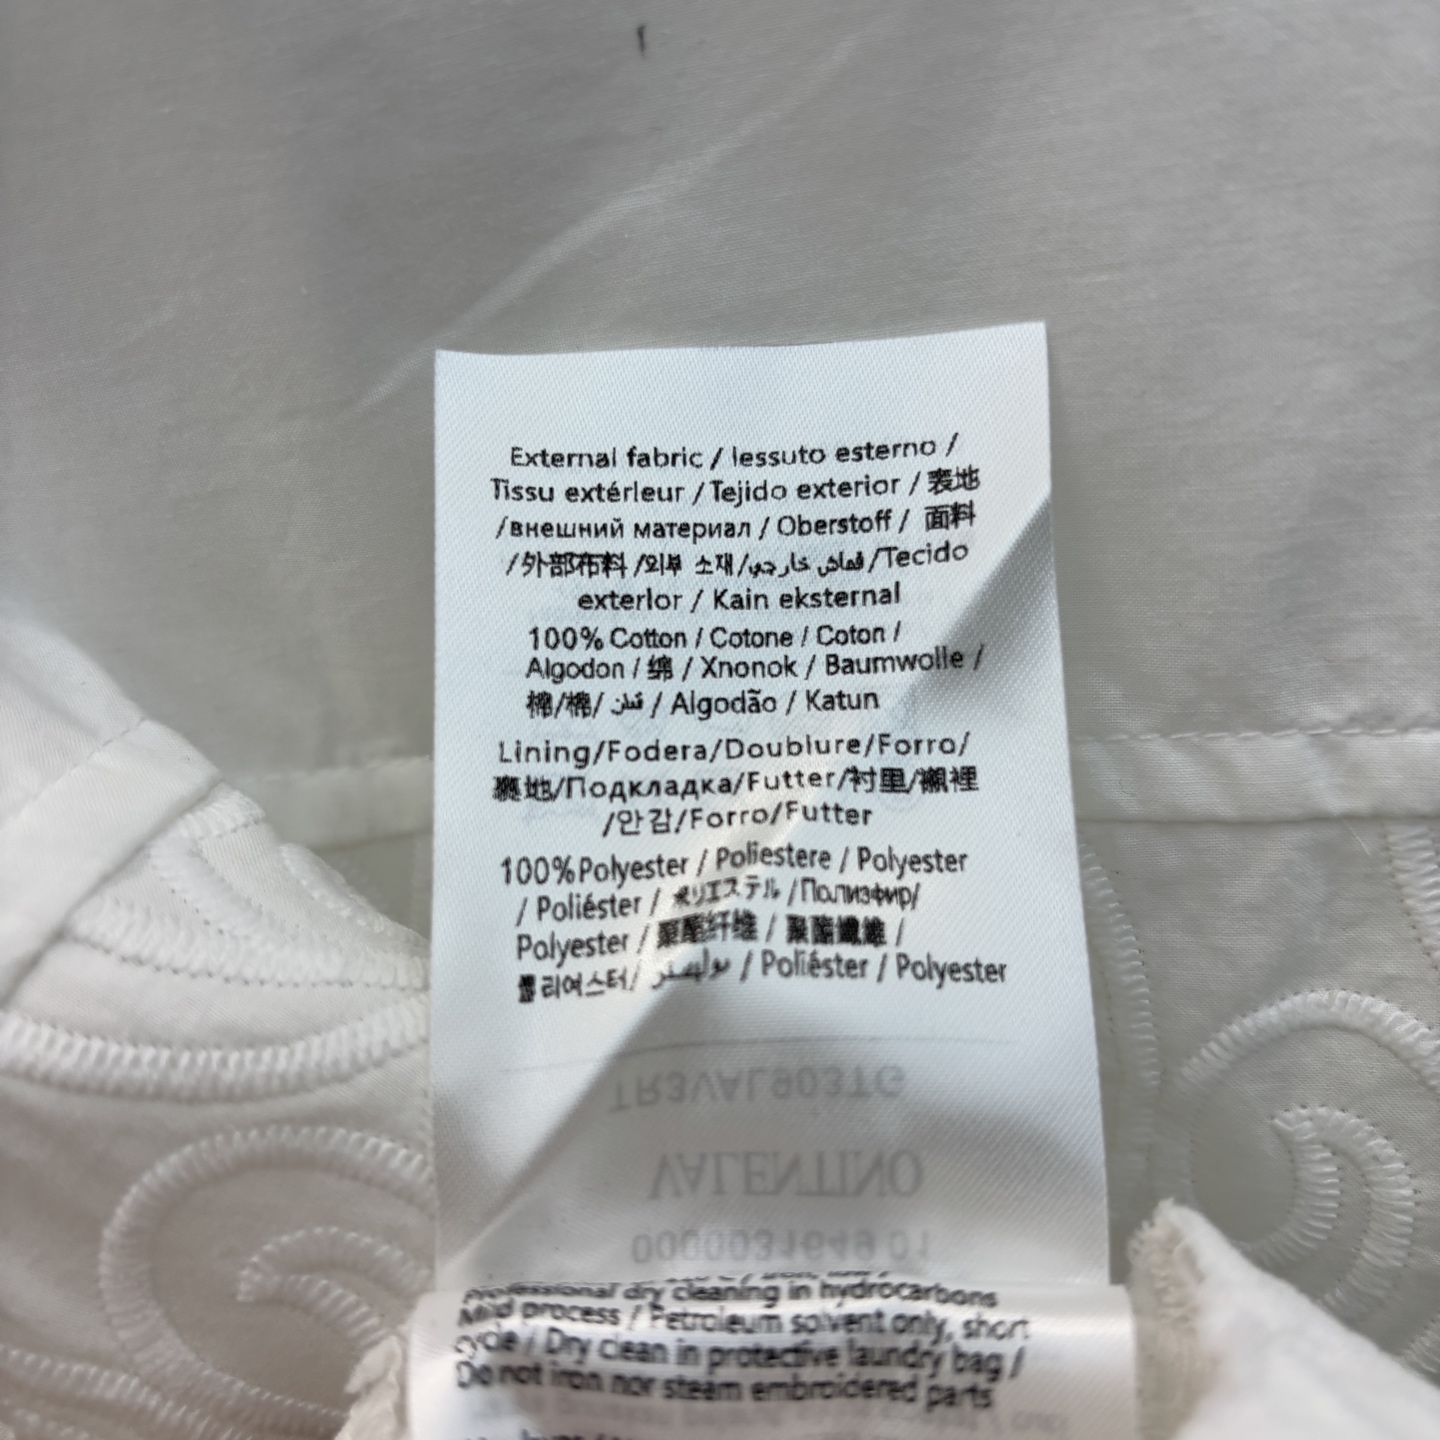 External fabric / Iessuto esterno /
Tissu extérleur / Tejido exterior / 表地
/внешний материал / Oberstoff / 面料
/外部布料 /외부 소재/قماش خارجي/Tecido
exterlor / Kain eksternal
100% Cotton / Cotone / Coton /
Algodon / 綿 / Xnonok / Baumwolle /
棉/棉/ قطن / Algodão / Katun
Lining/Fodera/Doublure/Forro/
裏地/Подкладка/Futter/衬里/襯裡
/안감/Forro/Futter
100%Polyester / Poliestere / Polyester
/ Poliéster / ポリエステル /Полиэфир/
Polyester / 聚酯纤维 / 聚酯纖維 /
폴리에스터/ بوليستر / Poliéster / Polyester
TR3VAL903TG
VALENTINO
0000031649 01
Professional dry cleaning in hydrocarbons
Mild process / Petroleum solvent only, short
cycle / Dry clean in protective laundry bag /
Do not iron nor steam embroidered parts